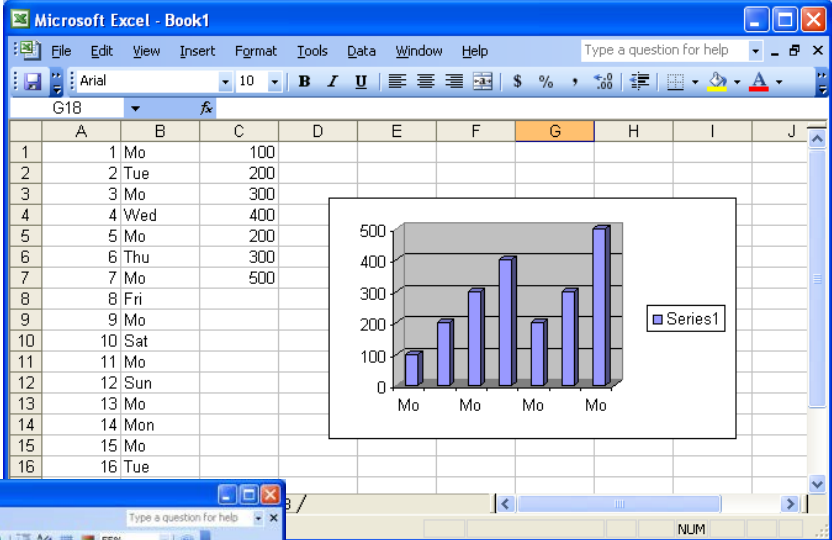 Microsoft Excel - Book1
File Edit View Insert Format Tools Data Window Help Type a question for help
Arial 10 B I U $ % , A
G18 fx
A B C D E F G H I J
1 1 Mo 100
2 2 Tue 200
3 3 Mo 300
4 4 Wed 400
5 5 Mo 200
6 6 Thu 300
7 7 Mo 500
8 8 Fri
9 9 Mo
10 10 Sat
11 11 Mo
12 12 Sun
13 13 Mo
14 14 Mon
15 15 Mo
16 16 Tue
500
400
300
200
100
0
Mo Mo Mo Mo
Series1
Type a question for help
55%
NUM